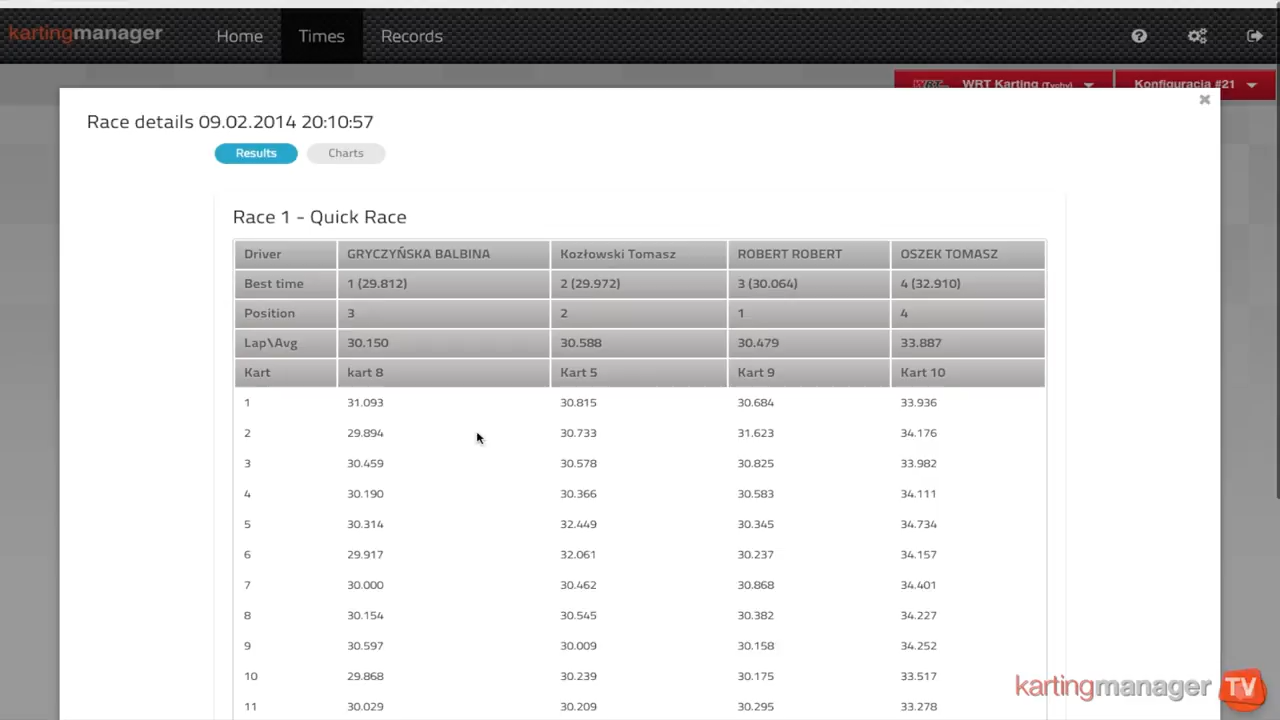 kartingmanager Home Times Records
WRT WRT Karting (Tychy) Konfiguracja #21
Race details 09.02.2014 20:10:57
Results Charts
Race 1 - Quick Race
Driver GRYCZYŃSKA BALBINA Kozłowski Tomasz ROBERT ROBERT OSZEK TOMASZ
Best time 1 (29.812) 2 (29.972) 3 (30.064) 4 (32.910)
Position 3 2 1 4
Lap\Avg 30.150 30.588 30.479 33.887
Kart kart 8 Kart 5 Kart 9 Kart 10
1 31.093 30.815 30.684 33.936
2 29.894 30.733 31.623 34.176
3 30.459 30.578 30.825 33.982
4 30.190 30.366 30.583 34.111
5 30.314 32.449 30.345 34.734
6 29.917 32.061 30.237 34.157
7 30.000 30.462 30.868 34.401
8 30.154 30.545 30.382 34.227
9 30.597 30.009 30.158 34.252
10 29.868 30.239 30.175 33.517
11 30.029 30.209 30.295 33.278
kartingmanager TV